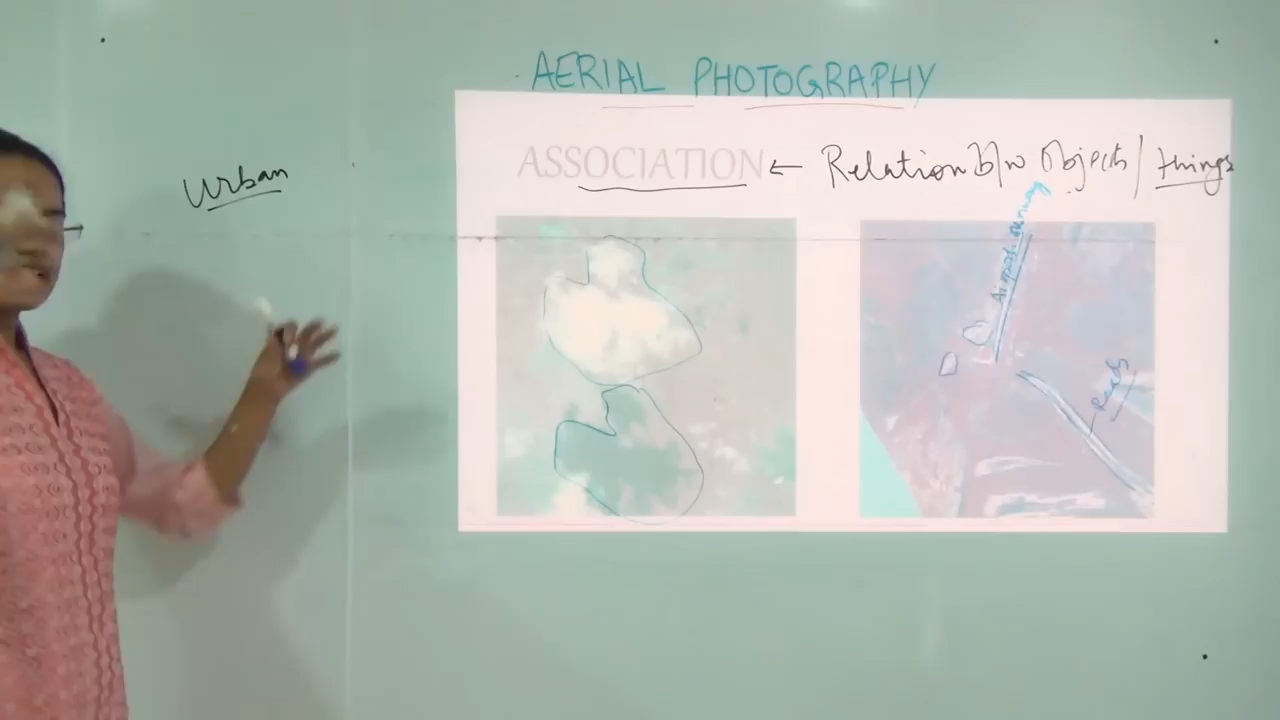 AERIAL PHOTOGRAPHY
ASSOCIATION ← Relation b/w Objects/things
Urban
Airport runway
Roads